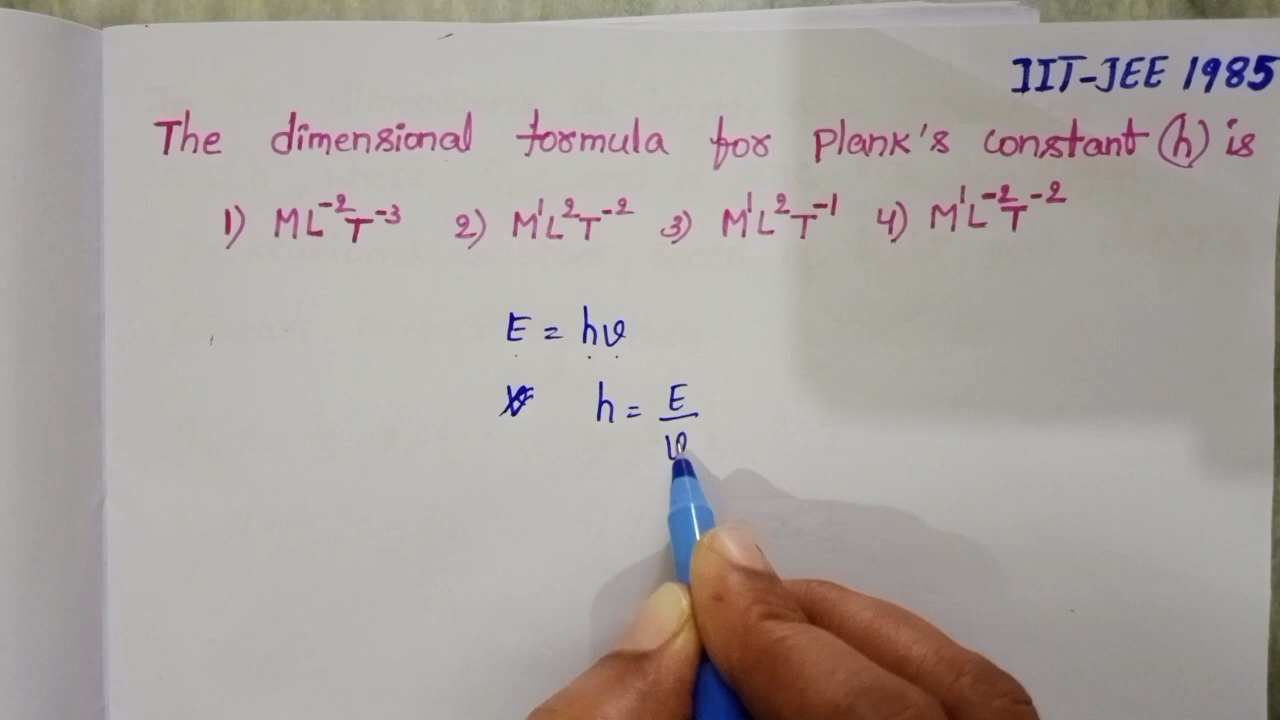 IIT-JEE 1985
The dimensional formula for Plank's constant (h) is
1) ML⁻²T⁻³ 2) M¹L²T⁻² 3) M¹L²T⁻¹ 4) M¹L⁻²T⁻²
E = hν
h = E/ν